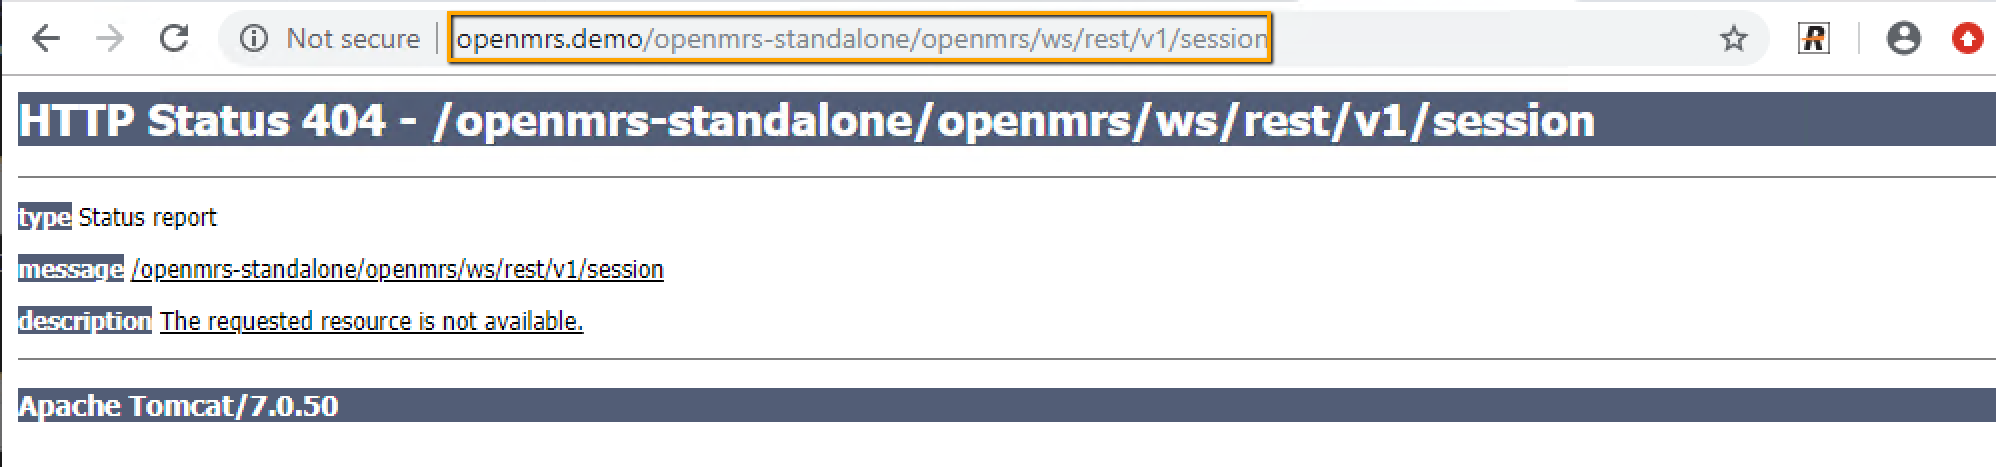 Not secure openmrs.demo/openmrs-standalone/openmrs/ws/rest/v1/session
HTTP Status 404 - /openmrs-standalone/openmrs/ws/rest/v1/session
type Status report
message /openmrs-standalone/openmrs/ws/rest/v1/session
description The requested resource is not available.
Apache Tomcat/7.0.50